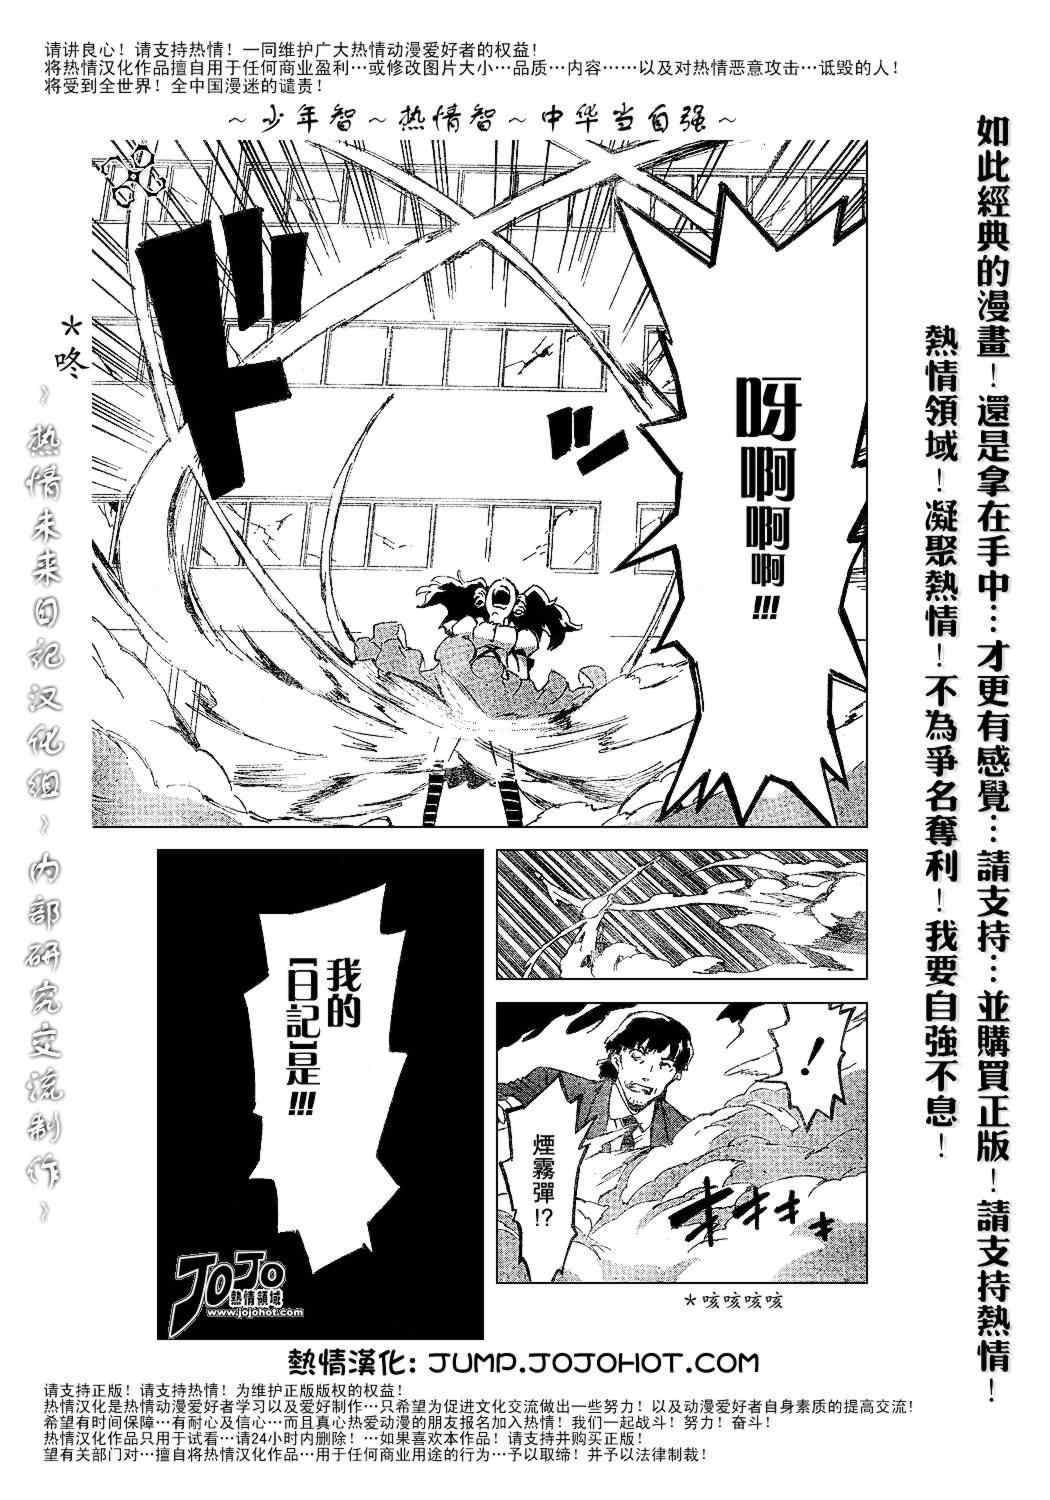 请讲良心！请支持热情！一同维护广大热情动漫爱好者的权益！
将热情汉化作品擅自用于任何商业盈利…或修改图片大小…品质…内容……以及对热情恶意攻击…诋毁的人！
将受到全世界！全中国漫迷的谴责！
～少年智～热情智～中华当自强～
如此經典的漫畫！還是拿在手中…才更有感覺…請支持…並購買正版！請支持熱情！
熱情領域！凝聚熱情！不為爭名奪利！我要自強不息！
ドド
呀啊啊啊!!!
*咚
～热情未来日记汉化组～内部研究交流制作～
!
煙霧彈!?
*咳咳咳咳
我的
【日記】是!!!
JOJO
熱情領域
www.jojohot.com
熱情漢化: JUMP.JOJOHOT.COM
请支持正版！请支持热情！为维护正版版权的权益！
热情汉化是热情动漫爱好者学习以及爱好制作…只希望为促进文化交流做出一些努力！以及动漫爱好者自身素质的提高交流！
希望有时间保障…有耐心及信心…而且真心热爱动漫的朋友报名加入热情！我们一起战斗！努力！奋斗！
热情汉化作品只用于试看…请24小时内删除！…如果喜欢本作品！请支持并购买正版！
望有关部门对…擅自将热情汉化作品…用于任何商业用途的行为…予以取缔！并予以法律制裁！